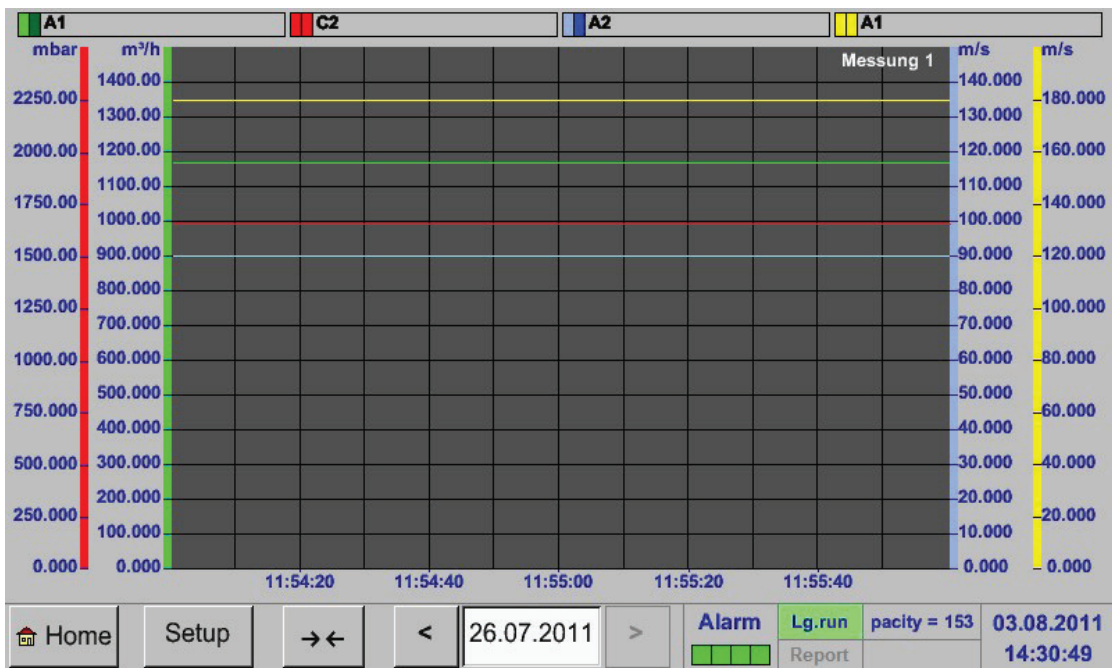 A1 C2 A2 A1
mbar m³/h m/s m/s
Messung 1
1400.00 140.000
2250.00 180.000
1300.00 130.000
2000.00 1200.00 120.000 160.000
1100.00 110.000
1750.00 140.000
1000.00 100.000
1500.00 900.000 90.000 120.000
800.000 80.000
1250.00 100.000
700.000 70.000
1000.00 600.000 60.000 80.000
500.000 50.000
750.000 60.000
400.000 40.000
500.000 300.000 30.000 40.000
200.000 20.000
250.000 20.000
100.000 10.000
0.000 0.000 0.000 0.000
11:54:20 11:54:40 11:55:00 11:55:20 11:55:40
Home Setup →← < 26.07.2011 > Alarm Lg.run pacity = 153 03.08.2011
Report 14:30:49